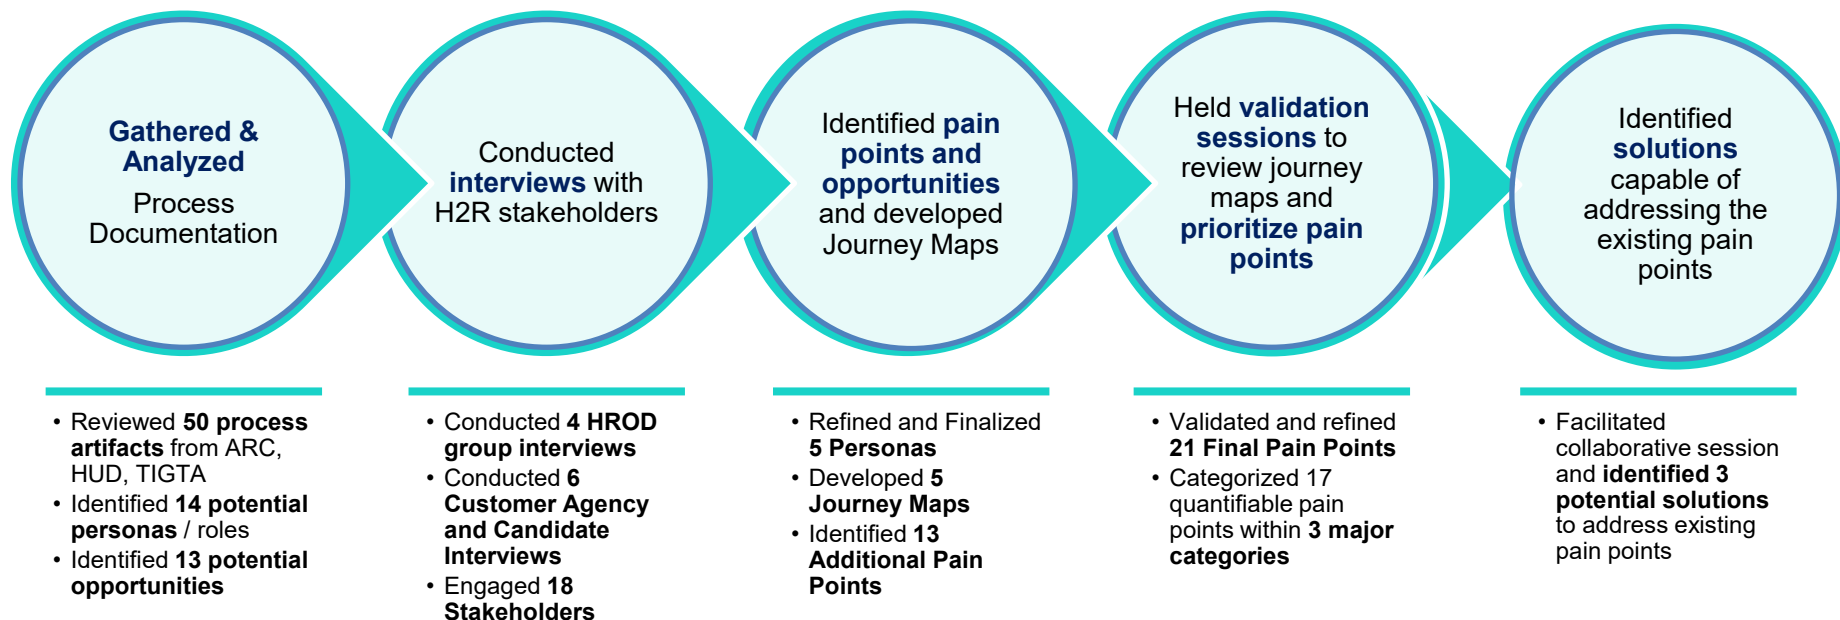 Gathered &
Analyzed
Process
Documentation
Conducted
interviews with
H2R stakeholders
Identified pain
points and
opportunities
and developed
Journey Maps
Held validation
sessions to
review journey
maps and
prioritize pain
points
Identified
solutions
capable of
addressing the
existing pain
points
• Reviewed 50 process
artifacts from ARC,
HUD, TIGTA
• Identified 14 potential
personas / roles
• Identified 13 potential
opportunities
• Conducted 4 HROD
group interviews
• Conducted 6
Customer Agency
and Candidate
Interviews
• Engaged 18
Stakeholders
• Refined and Finalized
5 Personas
• Developed 5
Journey Maps
• Identified 13
Additional Pain
Points
• Validated and refined
21 Final Pain Points
• Categorized 17
quantifiable pain
points within 3 major
categories
• Facilitated
collaborative session
and identified 3
potential solutions
to address existing
pain points